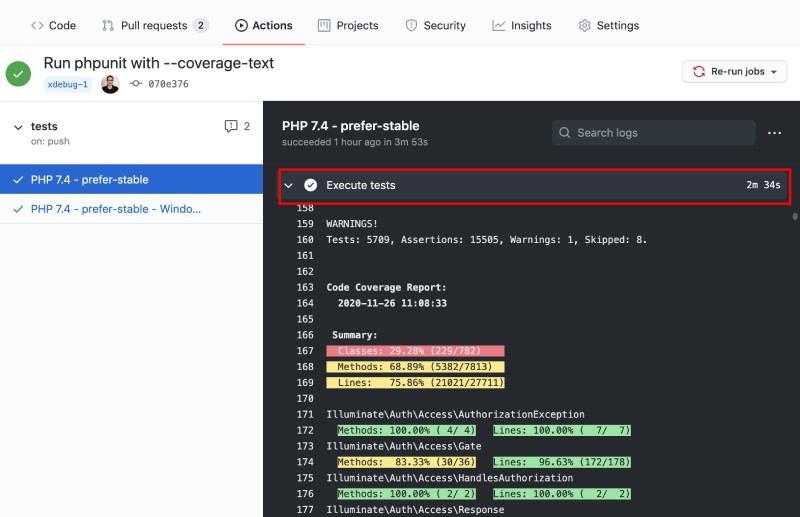 Code Pull requests 2 Actions Projects Security Insights Settings
Run phpunit with --coverage-text
xdebug-1 070e376
Re-run jobs
tests 2
on: push
PHP 7.4 - prefer-stable
PHP 7.4 - prefer-stable - Windo...
PHP 7.4 - prefer-stable
succeeded 1 hour ago in 3m 53s
Search logs
Execute tests 2m 34s
158
159 WARNINGS!
160 Tests: 5709, Assertions: 15505, Warnings: 1, Skipped: 8.
161
162
163 Code Coverage Report:
164 2020-11-26 11:08:33
165
166 Summary:
167 Classes: 29.28% (229/782)
168 Methods: 68.89% (5382/7813)
169 Lines: 75.86% (21021/27711)
170
171 Illuminate\Auth\Access\AuthorizationException
172 Methods: 100.00% ( 4/ 4) Lines: 100.00% ( 7/ 7)
173 Illuminate\Auth\Access\Gate
174 Methods: 83.33% (30/36) Lines: 96.63% (172/178)
175 Illuminate\Auth\Access\HandlesAuthorization
176 Methods: 100.00% ( 2/ 2) Lines: 100.00% ( 2/ 2)
177 Illuminate\Auth\Access\Response